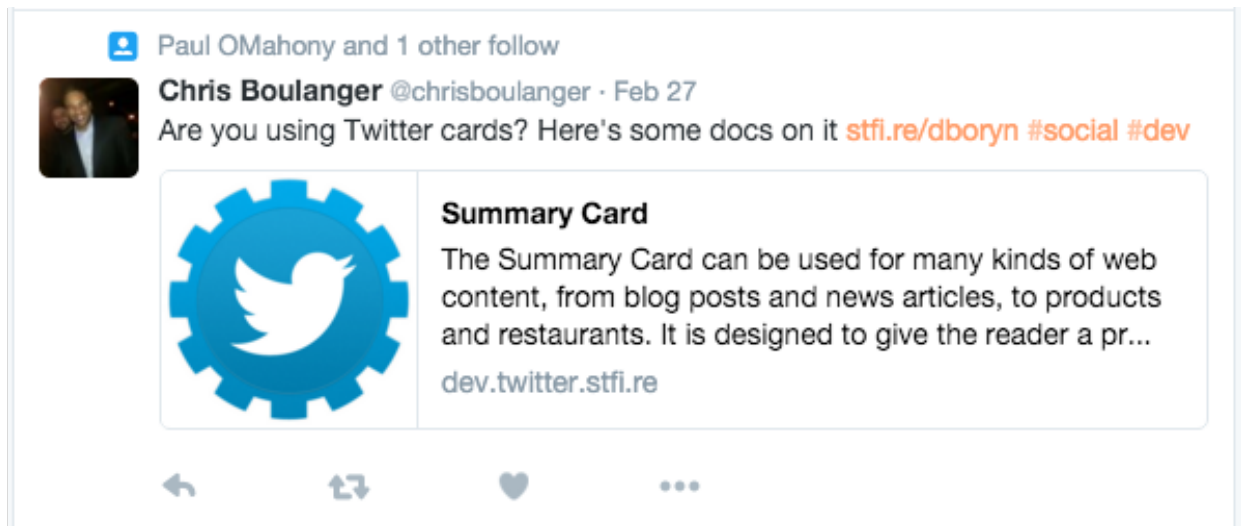 Paul OMahony and 1 other follow
Chris Boulanger @chrisboulanger · Feb 27
Are you using Twitter cards? Here's some docs on it stfi.re/dboryn #social #dev
Summary Card
The Summary Card can be used for many kinds of web
content, from blog posts and news articles, to products
and restaurants. It is designed to give the reader a pr...
dev.twitter.stfi.re